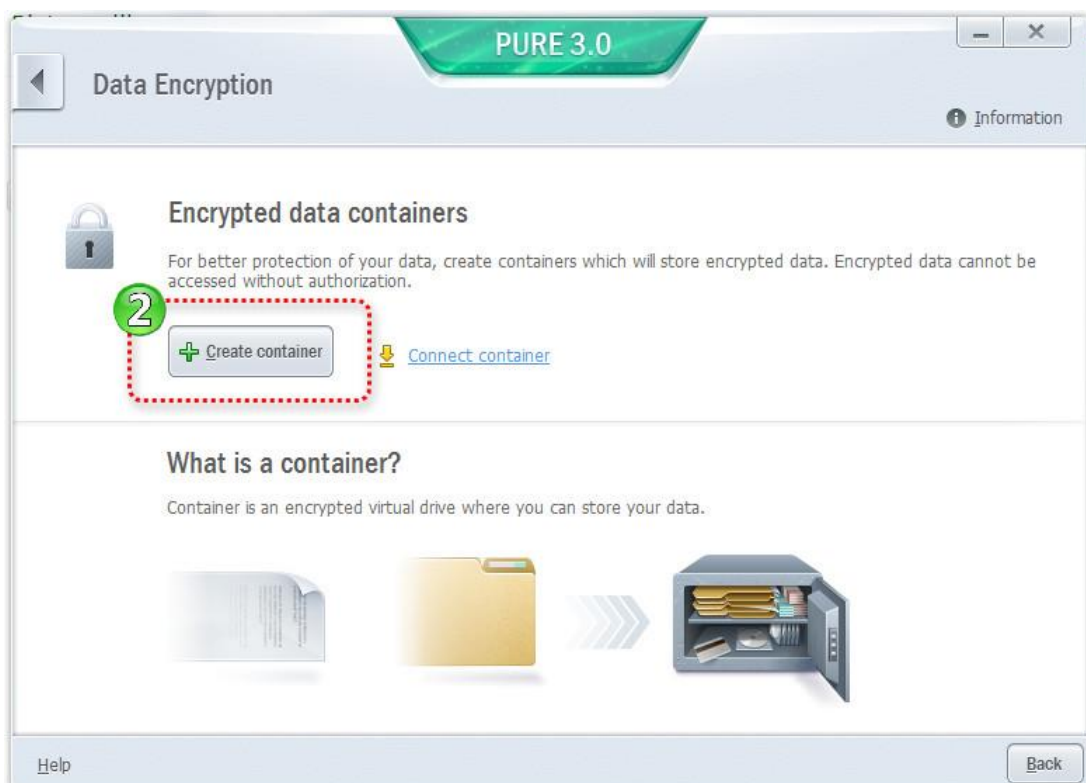 PURE 3.0
Data Encryption
Information
Encrypted data containers
For better protection of your data, create containers which will store encrypted data. Encrypted data cannot be
accessed without authorization.
2
Create container
Connect container
What is a container?
Container is an encrypted virtual drive where you can store your data.
Help
Back